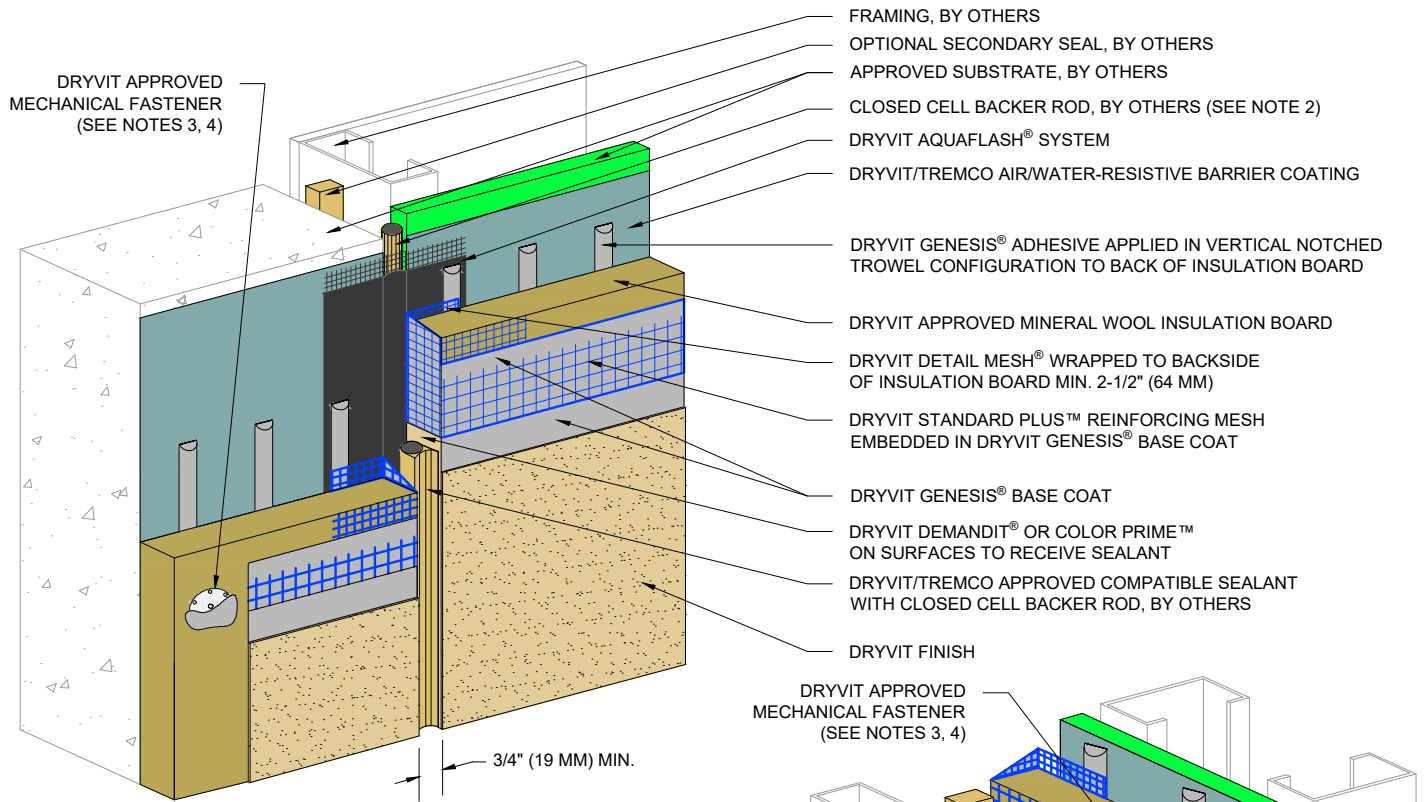 DRYVIT APPROVED
MECHANICAL FASTENER
(SEE NOTES 3, 4)
FRAMING, BY OTHERS
OPTIONAL SECONDARY SEAL, BY OTHERS
APPROVED SUBSTRATE, BY OTHERS
CLOSED CELL BACKER ROD, BY OTHERS (SEE NOTE 2)
DRYVIT AQUAFLASH® SYSTEM
DRYVIT/TREMCO AIR/WATER-RESISTIVE BARRIER COATING
DRYVIT GENESIS® ADHESIVE APPLIED IN VERTICAL NOTCHED
TROWEL CONFIGURATION TO BACK OF INSULATION BOARD
DRYVIT APPROVED MINERAL WOOL INSULATION BOARD
DRYVIT DETAIL MESH® WRAPPED TO BACKSIDE
OF INSULATION BOARD MIN. 2-1/2" (64 MM)
DRYVIT STANDARD PLUS™ REINFORCING MESH
EMBEDDED IN DRYVIT GENESIS® BASE COAT
DRYVIT GENESIS® BASE COAT
DRYVIT DEMANDIT® OR COLOR PRIME™
ON SURFACES TO RECEIVE SEALANT
DRYVIT/TREMCO APPROVED COMPATIBLE SEALANT
WITH CLOSED CELL BACKER ROD, BY OTHERS
DRYVIT FINISH
DRYVIT APPROVED
MECHANICAL FASTENER
(SEE NOTES 3, 4)
3/4" (19 MM) MIN.